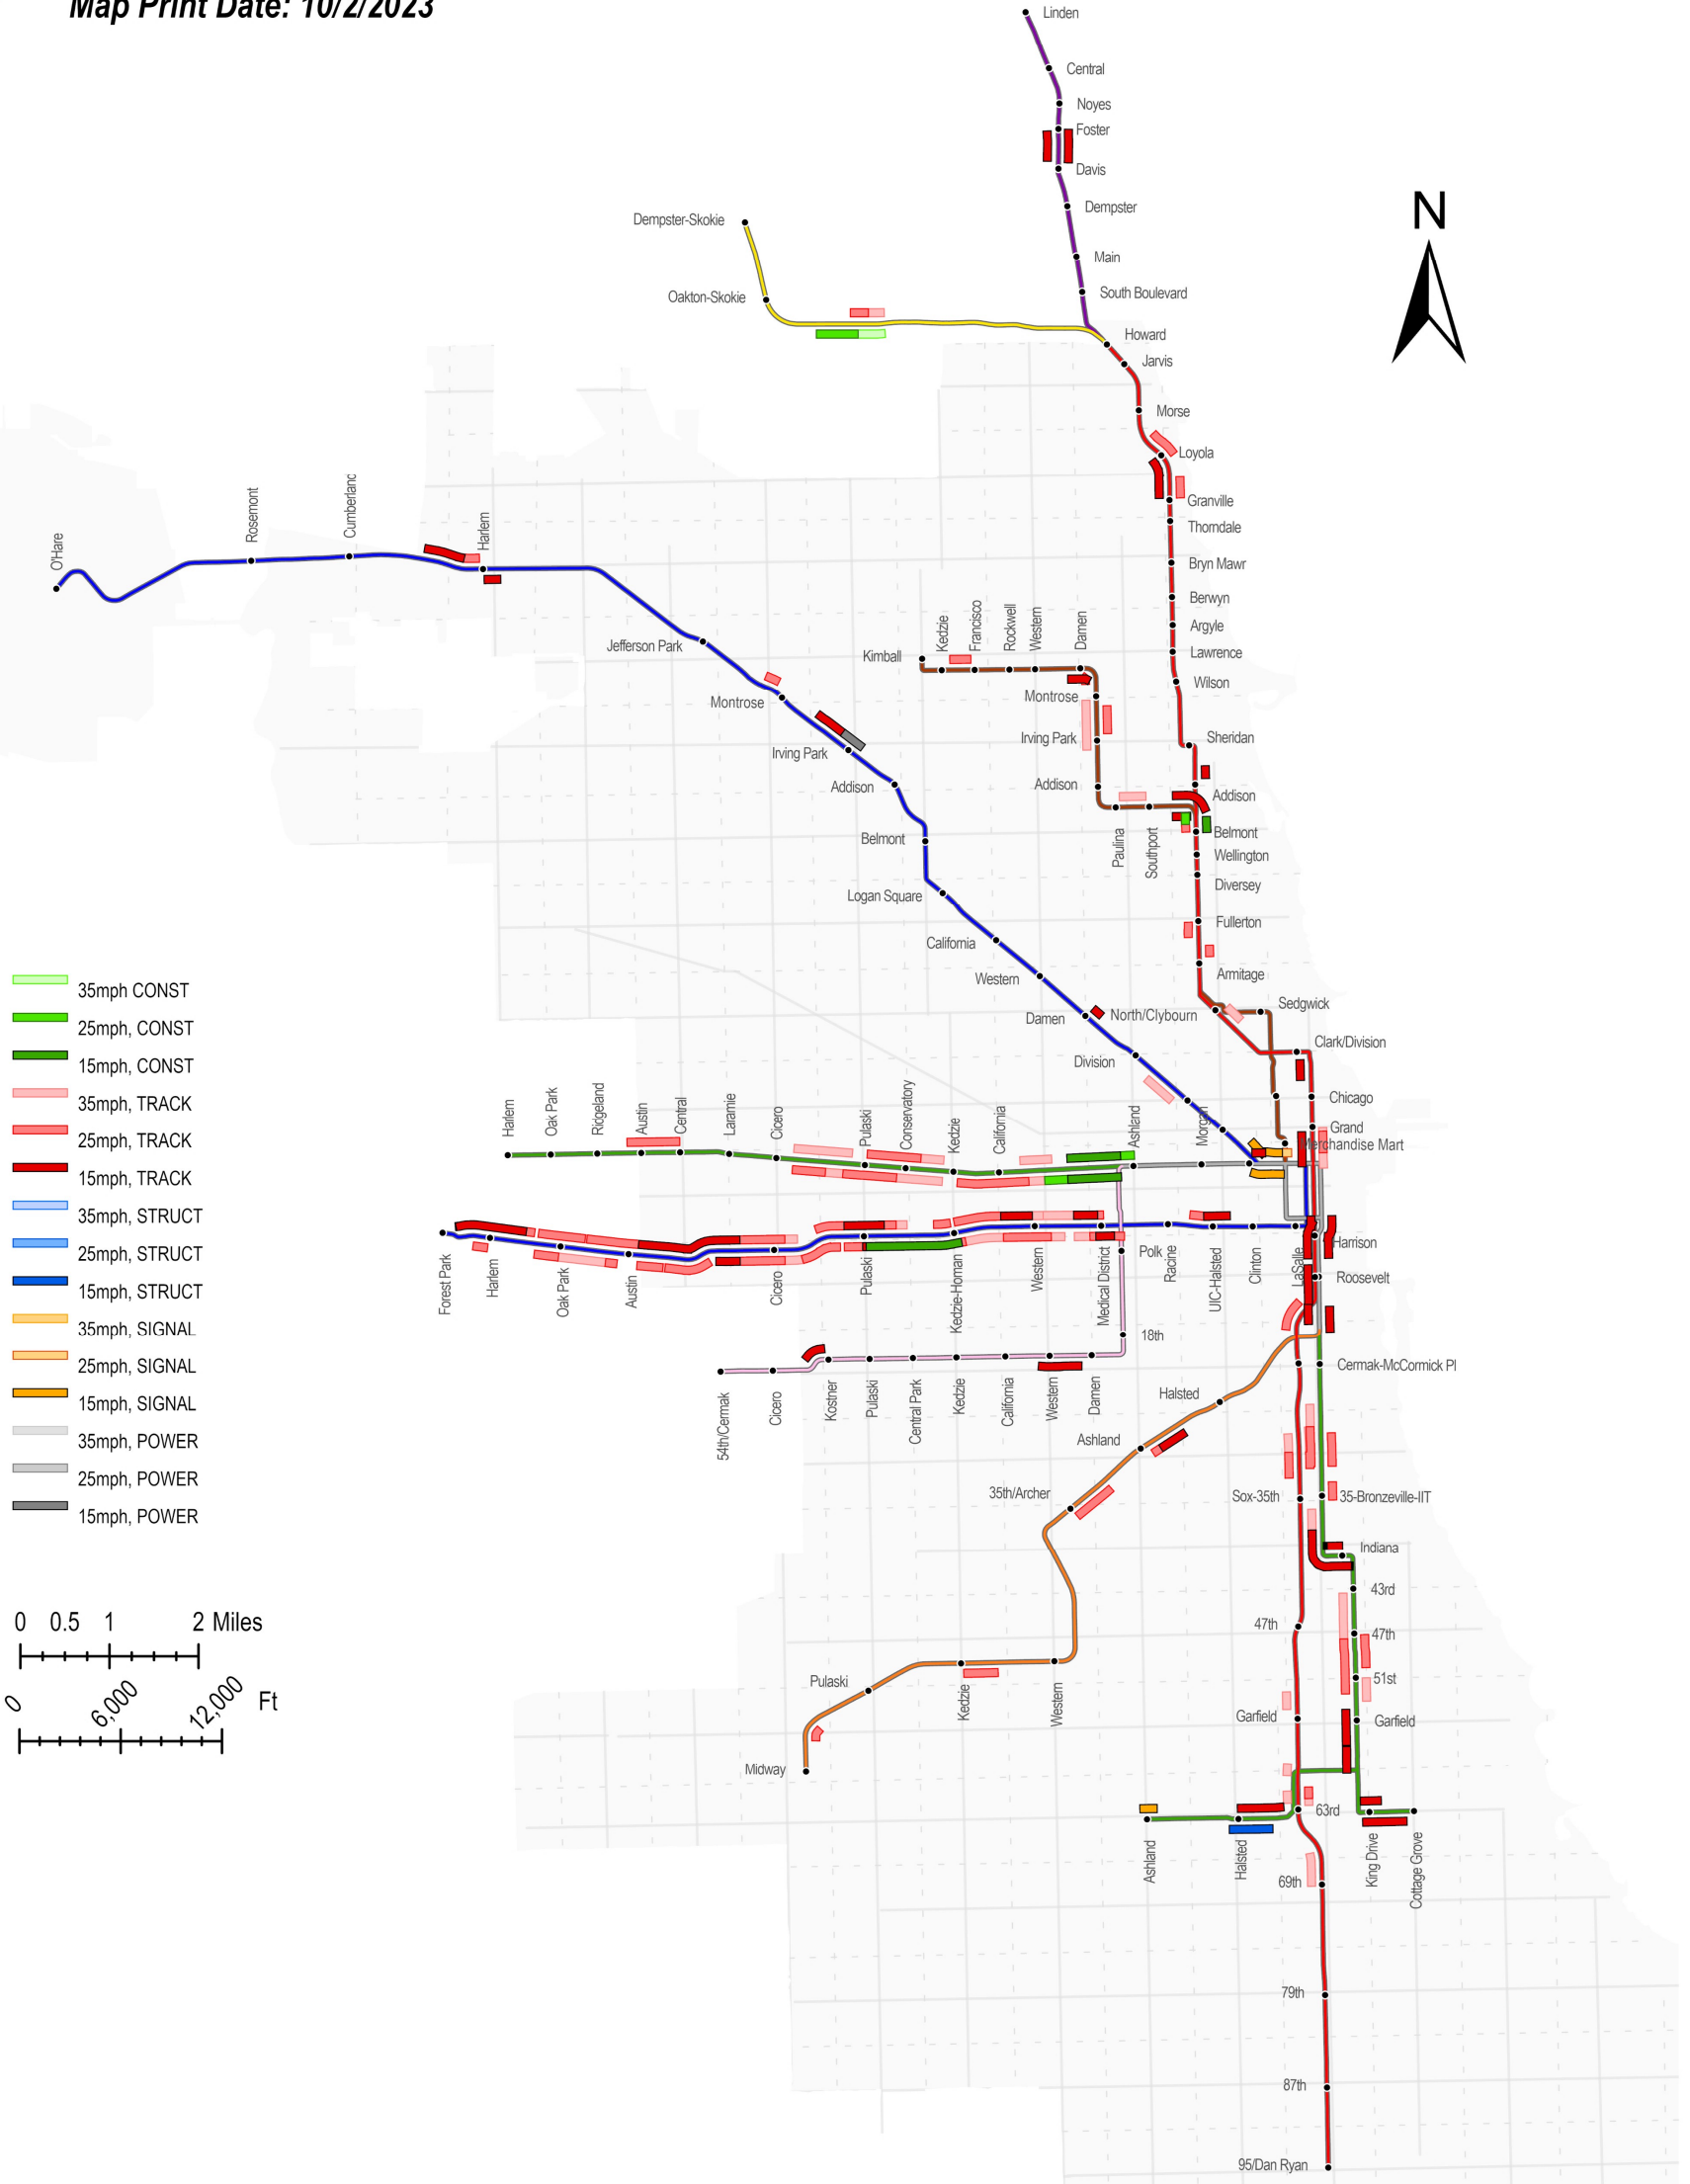 Map Print Date: 10/2/2023
Linden
Central
Noyes
Foster
Davis
Dempster
Main
South Boulevard
Howard
Jarvis
Morse
Loyola
Granville
Thorndale
Bryn Mawr
Berwyn
Argyle
Lawrence
Wilson
Sheridan
Addison
Belmont
Wellington
Diversey
Fullerton
Armitage
Sedgwick
North/Clybourn
Clark/Division
Chicago
Grand
Merchandise Mart
Harrison
Roosevelt
Cermak-McCormick Pl
N
Dempster-Skokie
Oakton-Skokie
O'Hare
Rosemont
Cumberland
Harlem
Jefferson Park
Montrose
Irving Park
Addison
Belmont
Logan Square
California
Western
Damen
Division
Kimball
Kedzie
Francisco
Rockwell
Western
Damen
Montrose
Irving Park
Addison
Paulina
Southport
Harlem
Oak Park
Ridgeland
Austin
Central
Laramie
Cicero
Pulaski
Conservatory
Kedzie
California
Ashland
Morgan
Forest Park
Harlem
Oak Park
Austin
Cicero
Pulaski
Kedzie-Homan
Western
Medical District
Polk
Racine
UIC-Halsted
Clinton
LaSalle
18th
54th/Cermak
Cicero
Kostner
Pulaski
Central Park
Kedzie
California
Western
Damen
Halsted
Ashland
35th/Archer
Western
Kedzie
Pulaski
Midway
Sox-35th
35-Bronzeville-IIT
Indiana
43rd
47th
47th
51st
Garfield
Garfield
63rd
Ashland
Halsted
King Drive
Cottage Grove
69th
79th
87th
95/Dan Ryan
35mph CONST
25mph, CONST
15mph, CONST
35mph, TRACK
25mph, TRACK
15mph, TRACK
35mph, STRUCT
25mph, STRUCT
15mph, STRUCT
35mph, SIGNAL
25mph, SIGNAL
15mph, SIGNAL
35mph, POWER
25mph, POWER
15mph, POWER
0 0.5 1 2 Miles
0 6,000 12,000 Ft